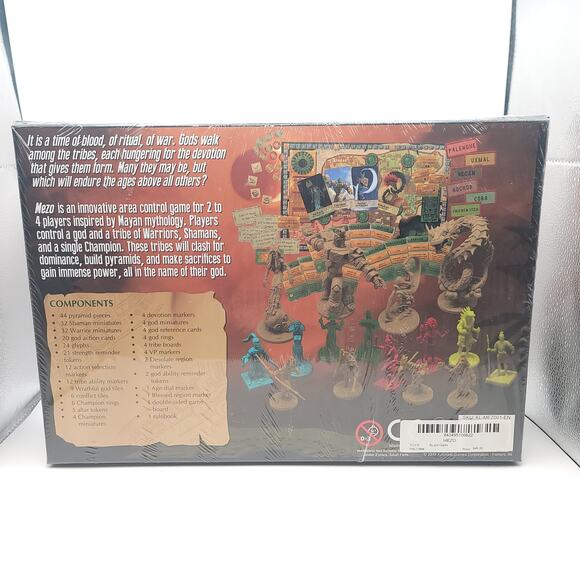 It is a time of blood, of ritual, of war. Gods walk
among the tribes, each hungering for the devotion
that gives them form. Many they may be, but
which will endure the ages above all others?
Mezo is an innovative area control game for 2 to
4 players inspired by Mayan mythology. Players
control a god and a tribe of Warriors, Shamans,
and a single Champion. These tribes will clash for
dominance, build pyramids, and make sacrifices to
gain immense power, all in the name of their god.
COMPONENTS
• 44 pyramid pieces
• 32 Shaman miniatures
• 32 Warrior miniatures
• 20 god action cards
• 24 glyphs
• 21 strength reminder
tokens
• 12 action selection
markers
• 12 tribe ability markers
• 8 Wrathful god tiles
• 6 conflict tiles
• 6 Champion rings
• 5 altar tokens
• 4 Champion
miniatures
• 4 devotion markers
• 4 god miniatures
• 4 god reference cards
• 4 god rings
• 4 tribe boards
• 4 VP markers
• 2 Desolate region
markers
• 2 god ability reminder
tokens
• 1 Age dial marker
• 1 Blessed region marker
• 1 double-sided game
board
• 1 rulebook
PALENQUE
UXMAL
COBA
0-3
SKU: KLAMEZ001-EN
MEZO